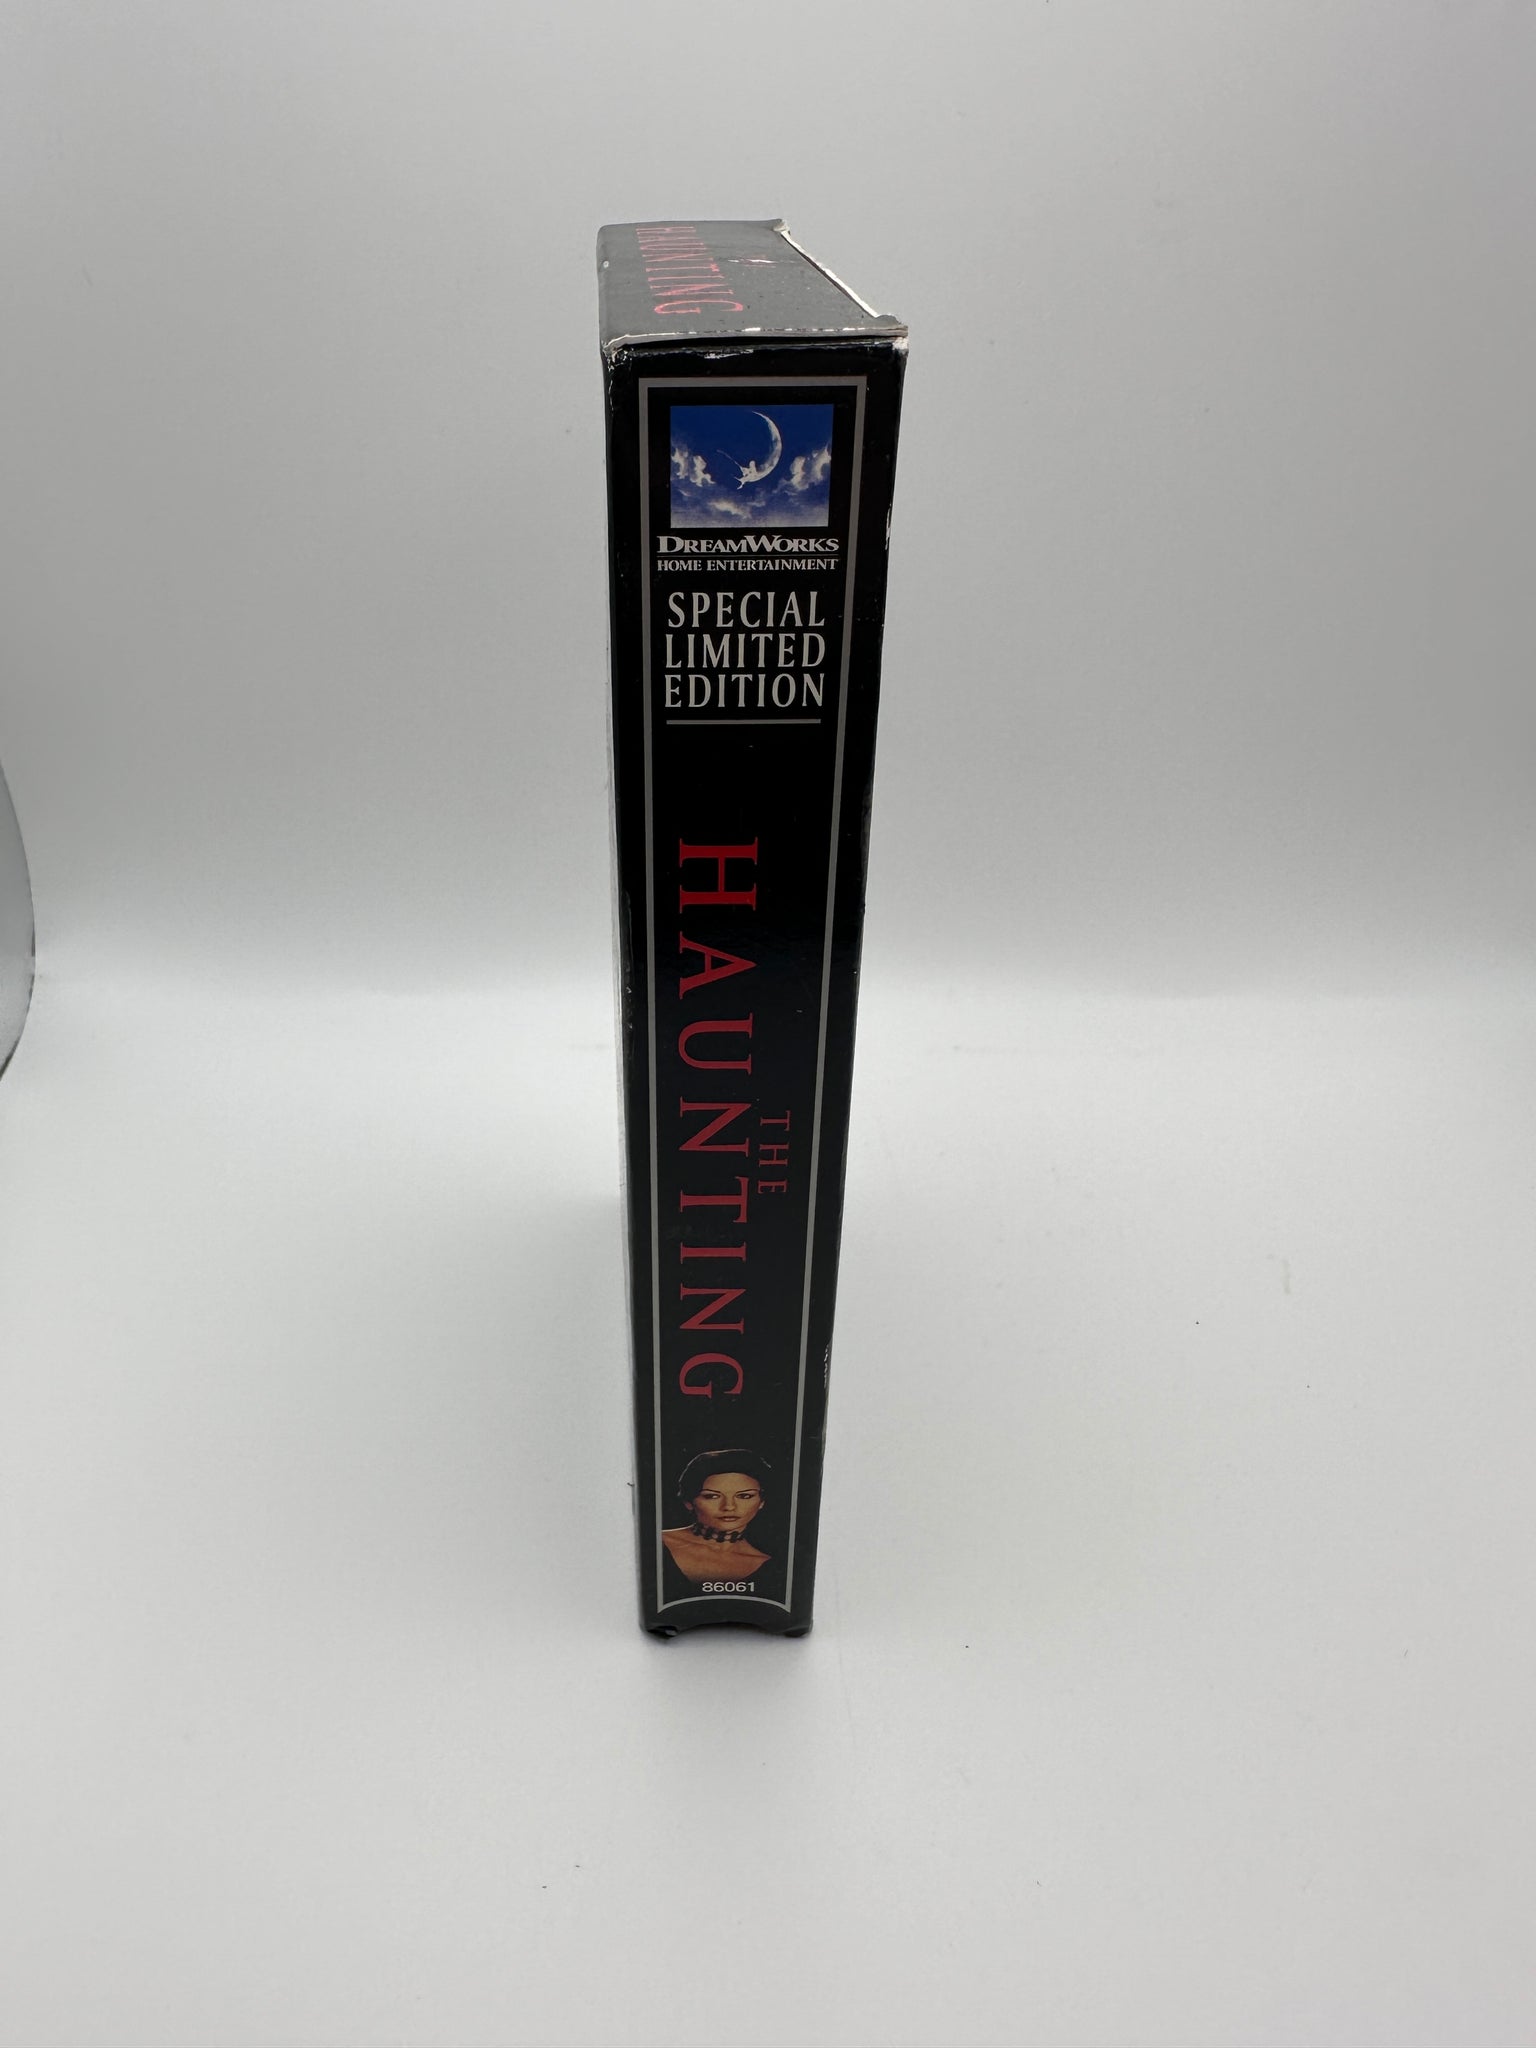 HAUNTING
DREAMWORKS
HOME ENTERTAINMENT
SPECIAL
LIMITED
EDITION
THE
HAUNTING
86061